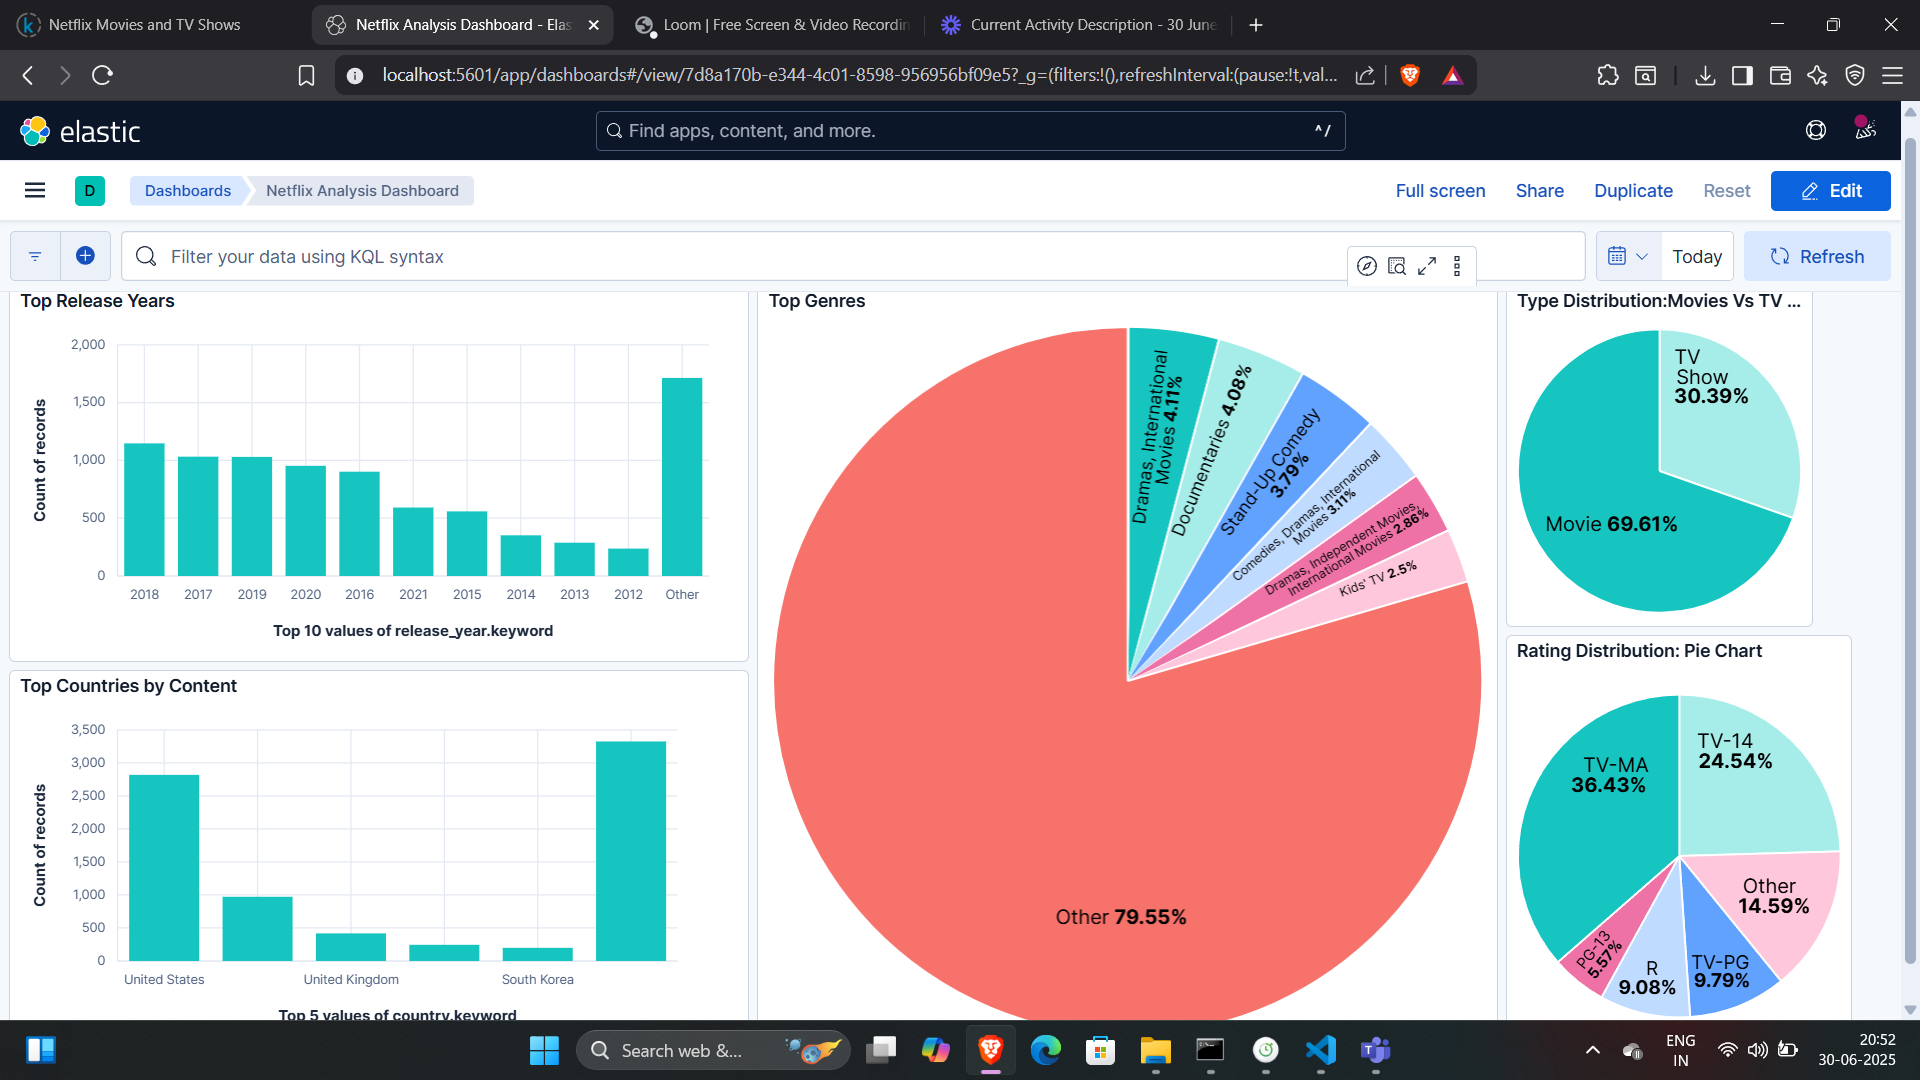 Netflix Movies and TV Shows
Netflix Analysis Dashboard - Elas
Loom | Free Screen & Video Recordin
Current Activity Description - 30 June
localhost:5601/app/dashboards#/view/7d8a170b-e344-4c01-8598-956956bf09e5?_g=(filters:!(),refreshInterval:(pause:!t,val...
elastic
Find apps, content, and more.
^/
D
Dashboards
Netflix Analysis Dashboard
Full screen
Share
Duplicate
Reset
Edit
Filter your data using KQL syntax
Today
Refresh
Top Release Years
2,000
1,500
1,000
500
0
Count of records
2018
2017
2019
2020
2016
2021
2015
2014
2013
2012
Other
Top 10 values of release_year.keyword
Top Countries by Content
3,500
3,000
2,500
2,000
1,500
1,000
500
0
Count of records
United States
United Kingdom
South Korea
Top 5 values of country.keyword
Top Genres
Dramas, International
Movies 4.11%
Documentaries 4.08%
Stand-Up Comedy
3.79%
Comedies, Dramas, International
Movies 3.11%
Dramas, Independent Movies,
International Movies 2.86%
Kids' TV 2.5%
Other 79.55%
Type Distribution:Movies Vs TV ...
TV
Show
30.39%
Movie 69.61%
Rating Distribution: Pie Chart
TV-14
24.54%
TV-MA
36.43%
Other
14.59%
PG-13
5.57%
R
9.08%
TV-PG
9.79%
Search web &...
ENG
IN
20:52
30-06-2025